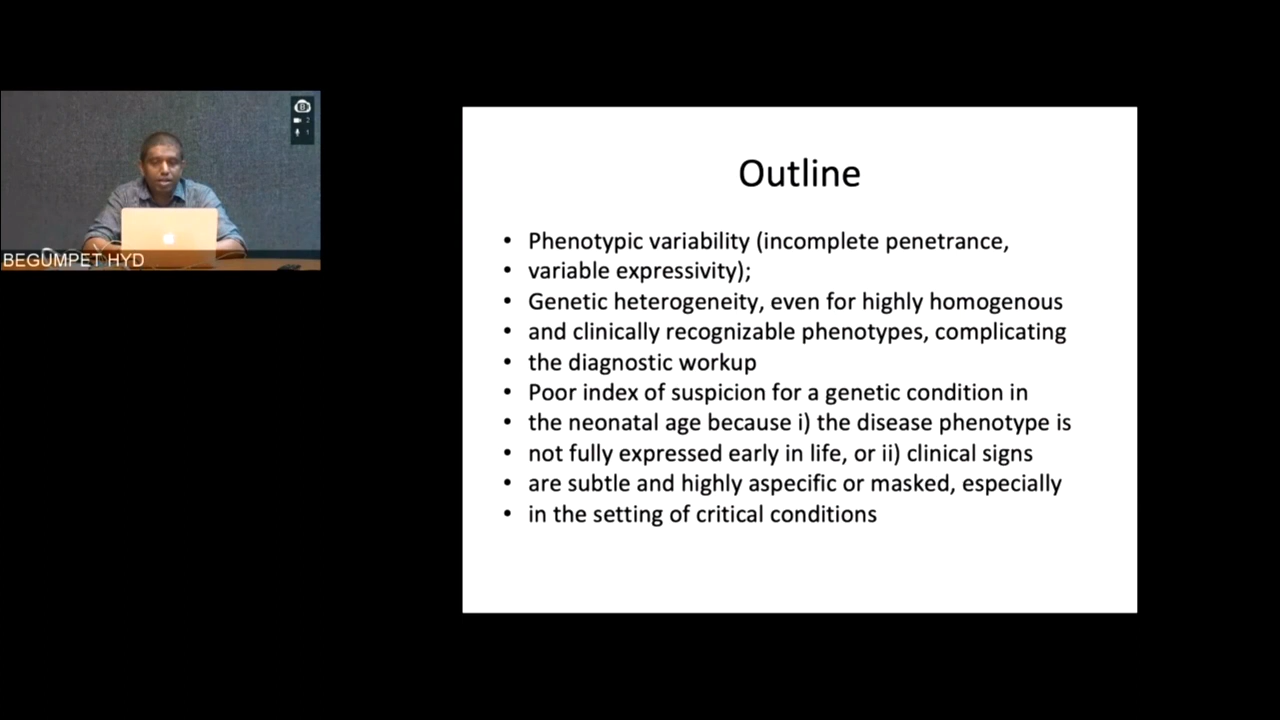 BEGUMPET HYD
Outline
• Phenotypic variability (incomplete penetrance,
• variable expressivity);
• Genetic heterogeneity, even for highly homogenous
• and clinically recognizable phenotypes, complicating
• the diagnostic workup
• Poor index of suspicion for a genetic condition in
• the neonatal age because i) the disease phenotype is
• not fully expressed early in life, or ii) clinical signs
• are subtle and highly aspecific or masked, especially
• in the setting of critical conditions